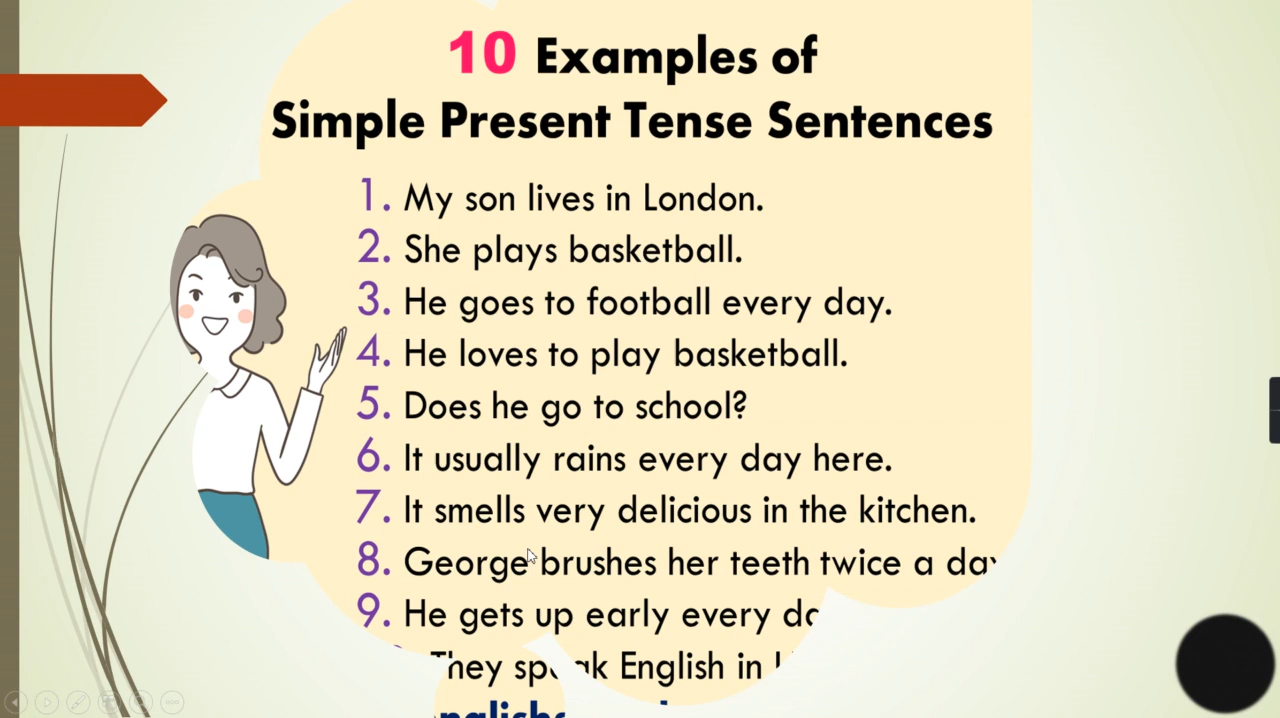 10 Examples of
Simple Present Tense Sentences
1. My son lives in London.
2. She plays basketball.
3. He goes to football every day.
4. He loves to play basketball.
5. Does he go to school?
6. It usually rains every day here.
7. It smells very delicious in the kitchen.
8. George brushes her teeth twice a day
9. He gets up early every
They speak English in